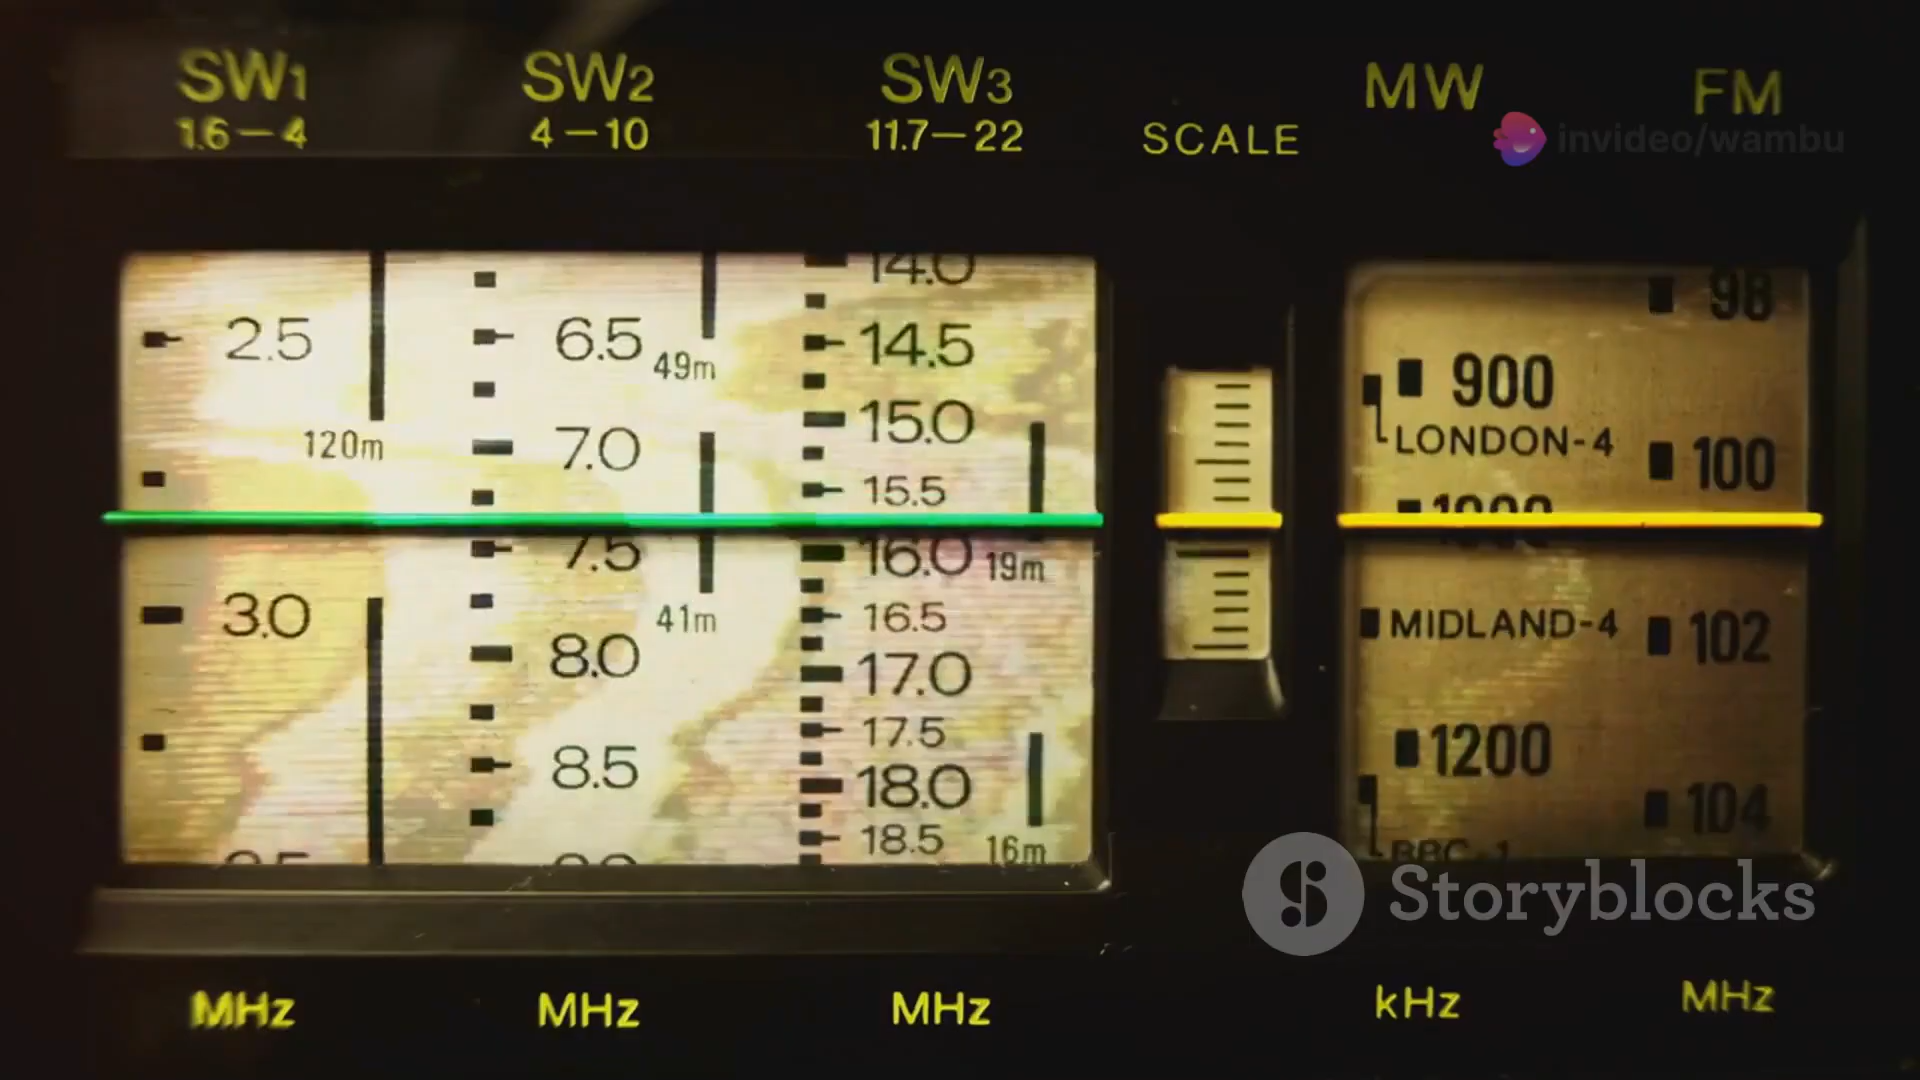 SW1 SW2 SW3 MW FM
1.6–4 4–10 11.7–22 SCALE
invideo/wambu
14.0 98
2.5 6.5 14.5
49m 900
15.0
120m 7.0 LONDON-4 100
15.5 1000
7.5 16.0 19m
3.0 41m 16.5 MIDLAND-4 102
8.0 17.0
17.5 1200
8.5 18.0 104
18.5 16m BBC-1
Storyblocks
MHz MHz MHz kHz MHz